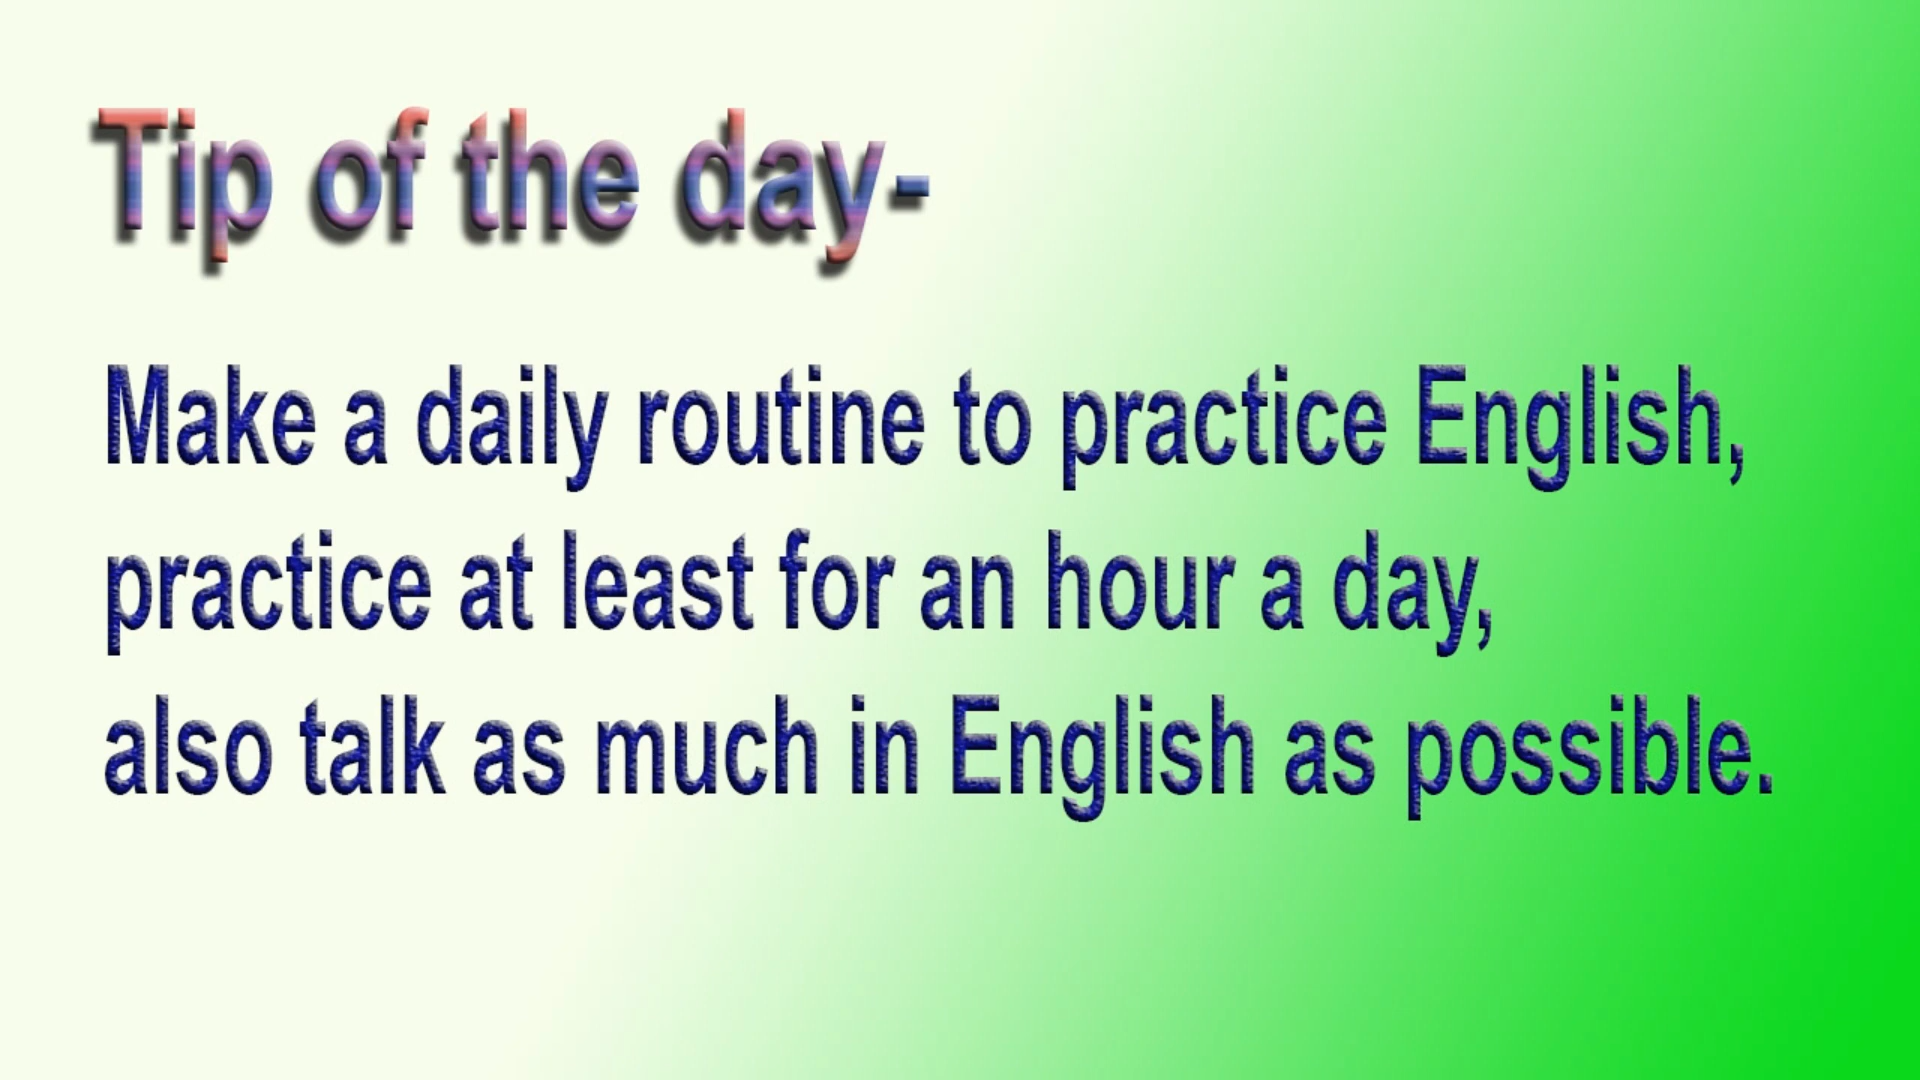 Tip of the day-
Make a daily routine to practice English,
practice at least for an hour a day,
also talk as much in English as possible.